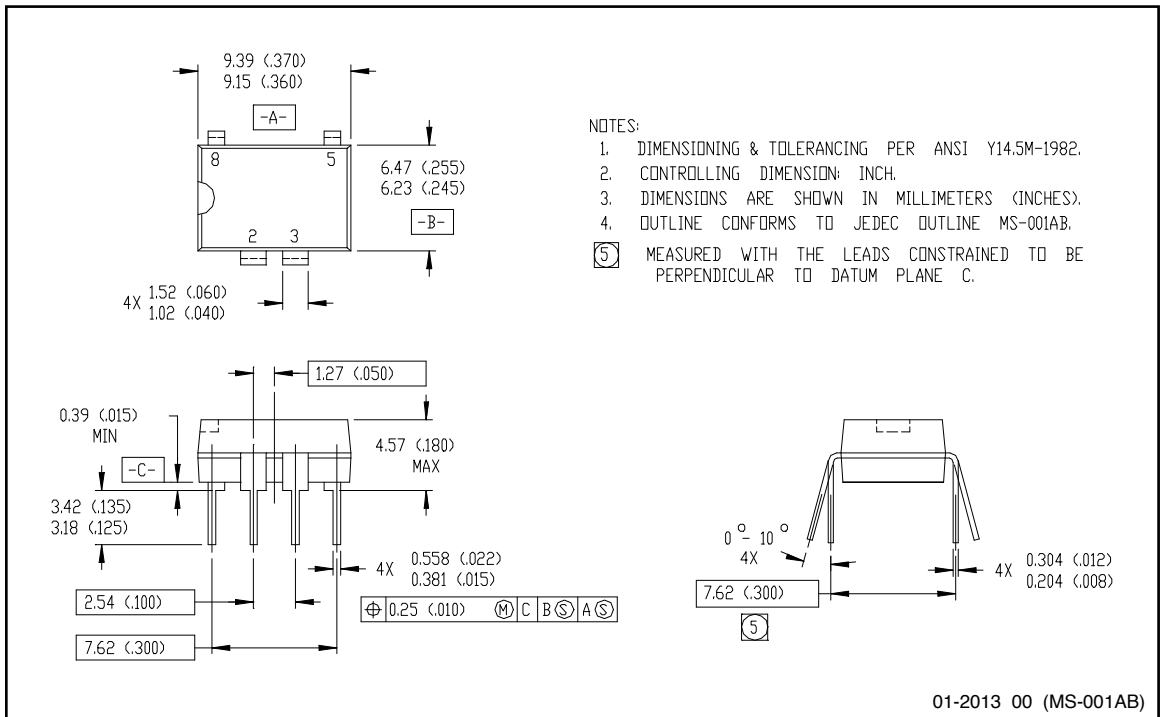 9.39 (.370)
9.15 (.360)
-A-
8 5
6.47 (.255)
6.23 (.245)
-B-
2 3
4X 1.52 (.060)
1.02 (.040)
NOTES:
1. DIMENSIONING & TOLERANCING PER ANSI Y14.5M-1982.
2. CONTROLLING DIMENSION: INCH.
3. DIMENSIONS ARE SHOWN IN MILLIMETERS (INCHES).
4. OUTLINE CONFORMS TO JEDEC OUTLINE MS-001AB.
5 MEASURED WITH THE LEADS CONSTRAINED TO BE
PERPENDICULAR TO DATUM PLANE C.
1.27 (.050)
0.39 (.015)
MIN
-C-
4.57 (.180)
MAX
3.42 (.135)
3.18 (.125)
4X 0.558 (.022)
0.381 (.015)
2.54 (.100)
⌖ 0.25 (.010) Ⓜ C B Ⓢ A Ⓢ
7.62 (.300)
0° - 10°
4X
7.62 (.300)
5
4X 0.304 (.012)
0.204 (.008)
01-2013 00 (MS-001AB)